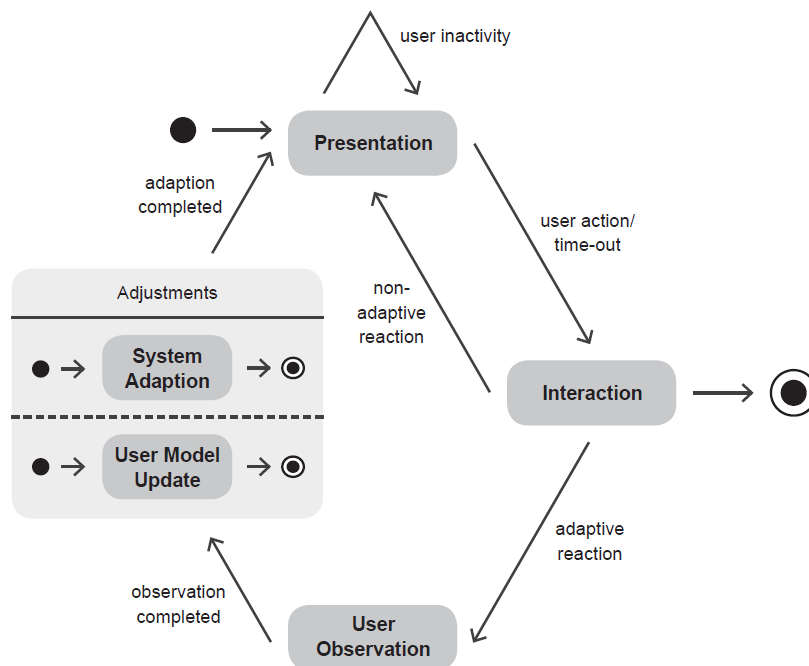 user inactivity
Presentation
adaption
completed
user action/
time-out
non-
adaptive
reaction
Adjustments
System
Adaption
Interaction
User Model
Update
adaptive
reaction
observation
completed
User
Observation